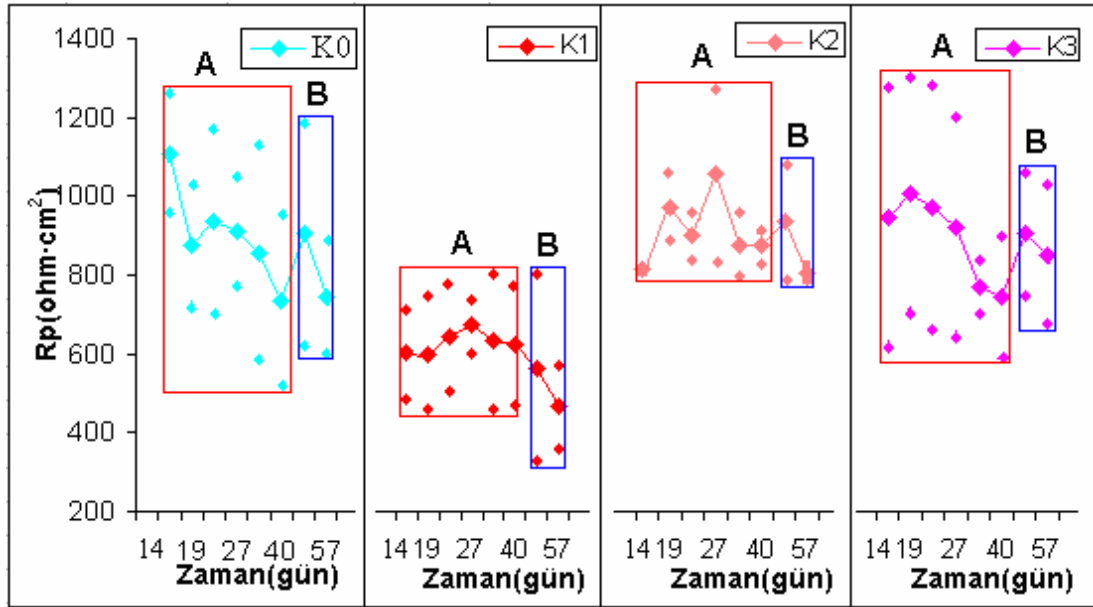 Rp(ohm·cm²)
1400
1200
1000
800
600
400
200
K0
A
B
14 19 27 40 57
Zaman(gün)
K1
A
B
14 19 27 40 57
Zaman(gün)
K2
A
B
14 19 27 40 57
Zaman(gün)
K3
A
B
14 19 27 40 57
Zaman(gün)